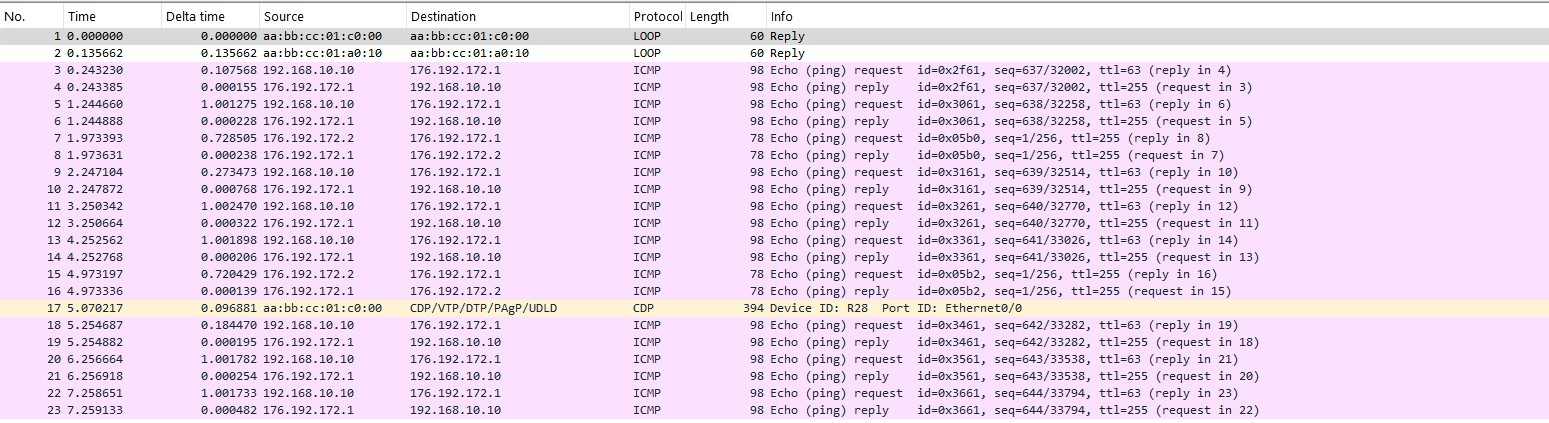 No. Time Delta time Source Destination Protocol Length Info
1 0.000000 0.000000 aa:bb:cc:01:c0:00 aa:bb:cc:01:c0:00 LOOP 60 Reply
2 0.135662 0.135662 aa:bb:cc:01:a0:10 aa:bb:cc:01:a0:10 LOOP 60 Reply
3 0.243230 0.107568 192.168.10.10 176.192.172.1 ICMP 98 Echo (ping) request id=0x2f61, seq=637/32002, ttl=63 (reply in 4)
4 0.243385 0.000155 176.192.172.1 192.168.10.10 ICMP 98 Echo (ping) reply id=0x2f61, seq=637/32002, ttl=255 (request in 3)
5 1.244660 1.001275 192.168.10.10 176.192.172.1 ICMP 98 Echo (ping) request id=0x3061, seq=638/32258, ttl=63 (reply in 6)
6 1.244888 0.000228 176.192.172.1 192.168.10.10 ICMP 98 Echo (ping) reply id=0x3061, seq=638/32258, ttl=255 (request in 5)
7 1.973393 0.728505 176.192.172.2 176.192.172.1 ICMP 78 Echo (ping) request id=0x05b0, seq=1/256, ttl=255 (reply in 8)
8 1.973631 0.000238 176.192.172.1 176.192.172.2 ICMP 78 Echo (ping) reply id=0x05b0, seq=1/256, ttl=255 (request in 7)
9 2.247104 0.273473 192.168.10.10 176.192.172.1 ICMP 98 Echo (ping) request id=0x3161, seq=639/32514, ttl=63 (reply in 10)
10 2.247872 0.000768 176.192.172.1 192.168.10.10 ICMP 98 Echo (ping) reply id=0x3161, seq=639/32514, ttl=255 (request in 9)
11 3.250342 1.002470 192.168.10.10 176.192.172.1 ICMP 98 Echo (ping) request id=0x3261, seq=640/32770, ttl=63 (reply in 12)
12 3.250664 0.000322 176.192.172.1 192.168.10.10 ICMP 98 Echo (ping) reply id=0x3261, seq=640/32770, ttl=255 (request in 11)
13 4.252562 1.001898 192.168.10.10 176.192.172.1 ICMP 98 Echo (ping) request id=0x3361, seq=641/33026, ttl=63 (reply in 14)
14 4.252768 0.000206 176.192.172.1 192.168.10.10 ICMP 98 Echo (ping) reply id=0x3361, seq=641/33026, ttl=255 (request in 13)
15 4.973197 0.720429 176.192.172.2 176.192.172.1 ICMP 78 Echo (ping) request id=0x05b2, seq=1/256, ttl=255 (reply in 16)
16 4.973336 0.000139 176.192.172.1 176.192.172.2 ICMP 78 Echo (ping) reply id=0x05b2, seq=1/256, ttl=255 (request in 15)
17 5.070217 0.096881 aa:bb:cc:01:c0:00 CDP/VTP/DTP/PAgP/UDLD CDP 394 Device ID: R28 Port ID: Ethernet0/0
18 5.254687 0.184470 192.168.10.10 176.192.172.1 ICMP 98 Echo (ping) request id=0x3461, seq=642/33282, ttl=63 (reply in 19)
19 5.254882 0.000195 176.192.172.1 192.168.10.10 ICMP 98 Echo (ping) reply id=0x3461, seq=642/33282, ttl=255 (request in 18)
20 6.256664 1.001782 192.168.10.10 176.192.172.1 ICMP 98 Echo (ping) request id=0x3561, seq=643/33538, ttl=63 (reply in 21)
21 6.256918 0.000254 176.192.172.1 192.168.10.10 ICMP 98 Echo (ping) reply id=0x3561, seq=643/33538, ttl=255 (request in 20)
22 7.258651 1.001733 192.168.10.10 176.192.172.1 ICMP 98 Echo (ping) request id=0x3661, seq=644/33794, ttl=63 (reply in 23)
23 7.259133 0.000482 176.192.172.1 192.168.10.10 ICMP 98 Echo (ping) reply id=0x3661, seq=644/33794, ttl=255 (request in 22)